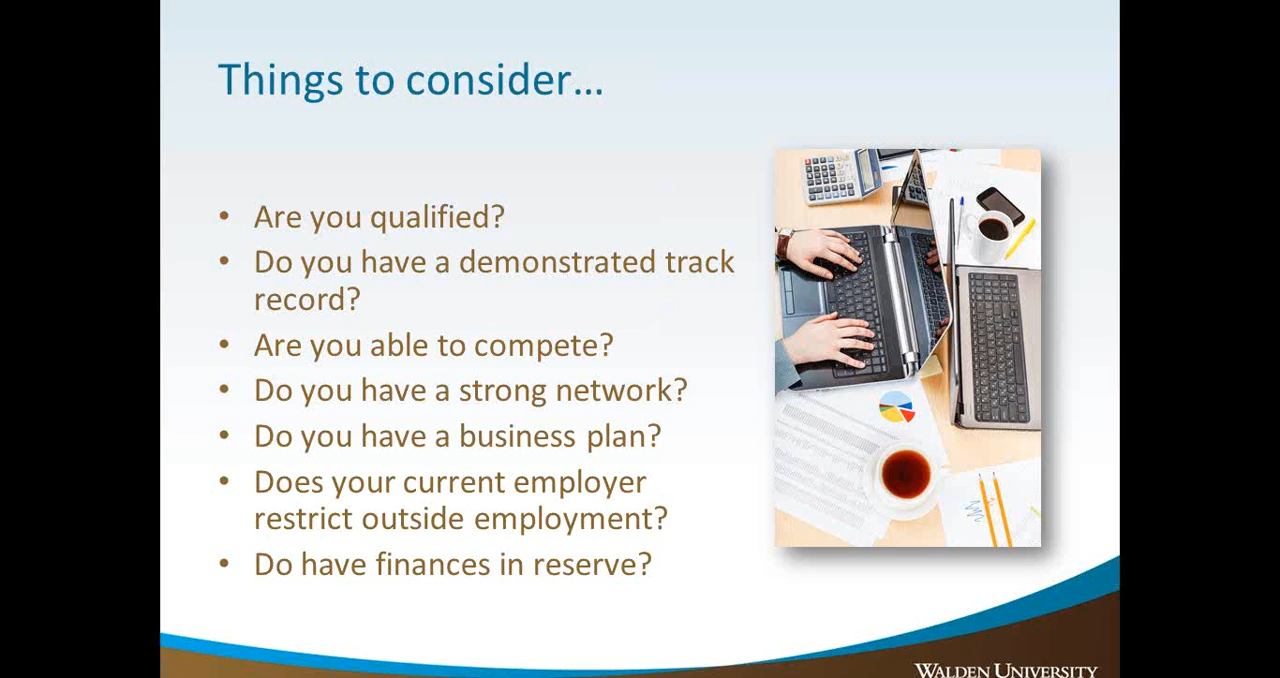 Things to consider…
• Are you qualified?
• Do you have a demonstrated track
record?
• Are you able to compete?
• Do you have a strong network?
• Do you have a business plan?
• Does your current employer
restrict outside employment?
• Do have finances in reserve?
WALDEN UNIVERSITY